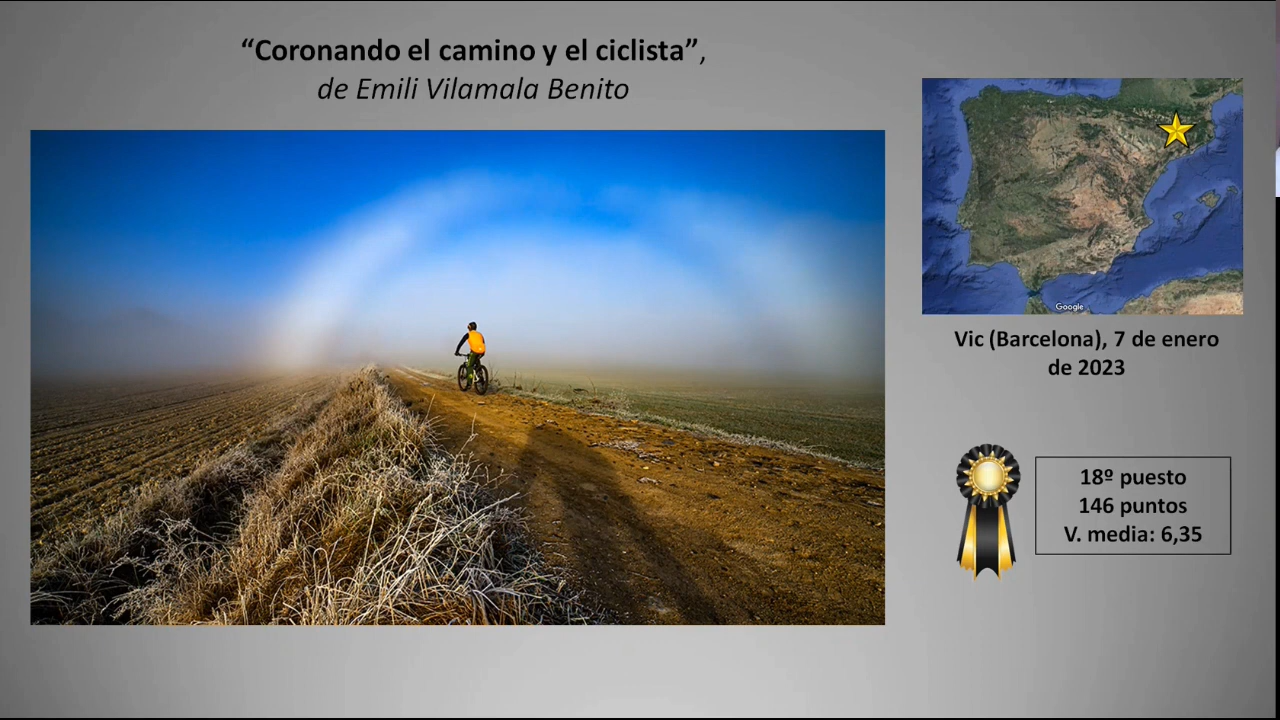 “Coronando el camino y el ciclista”,
de Emili Vilamala Benito
Google
Vic (Barcelona), 7 de enero
de 2023
18º puesto
146 puntos
V. media: 6,35